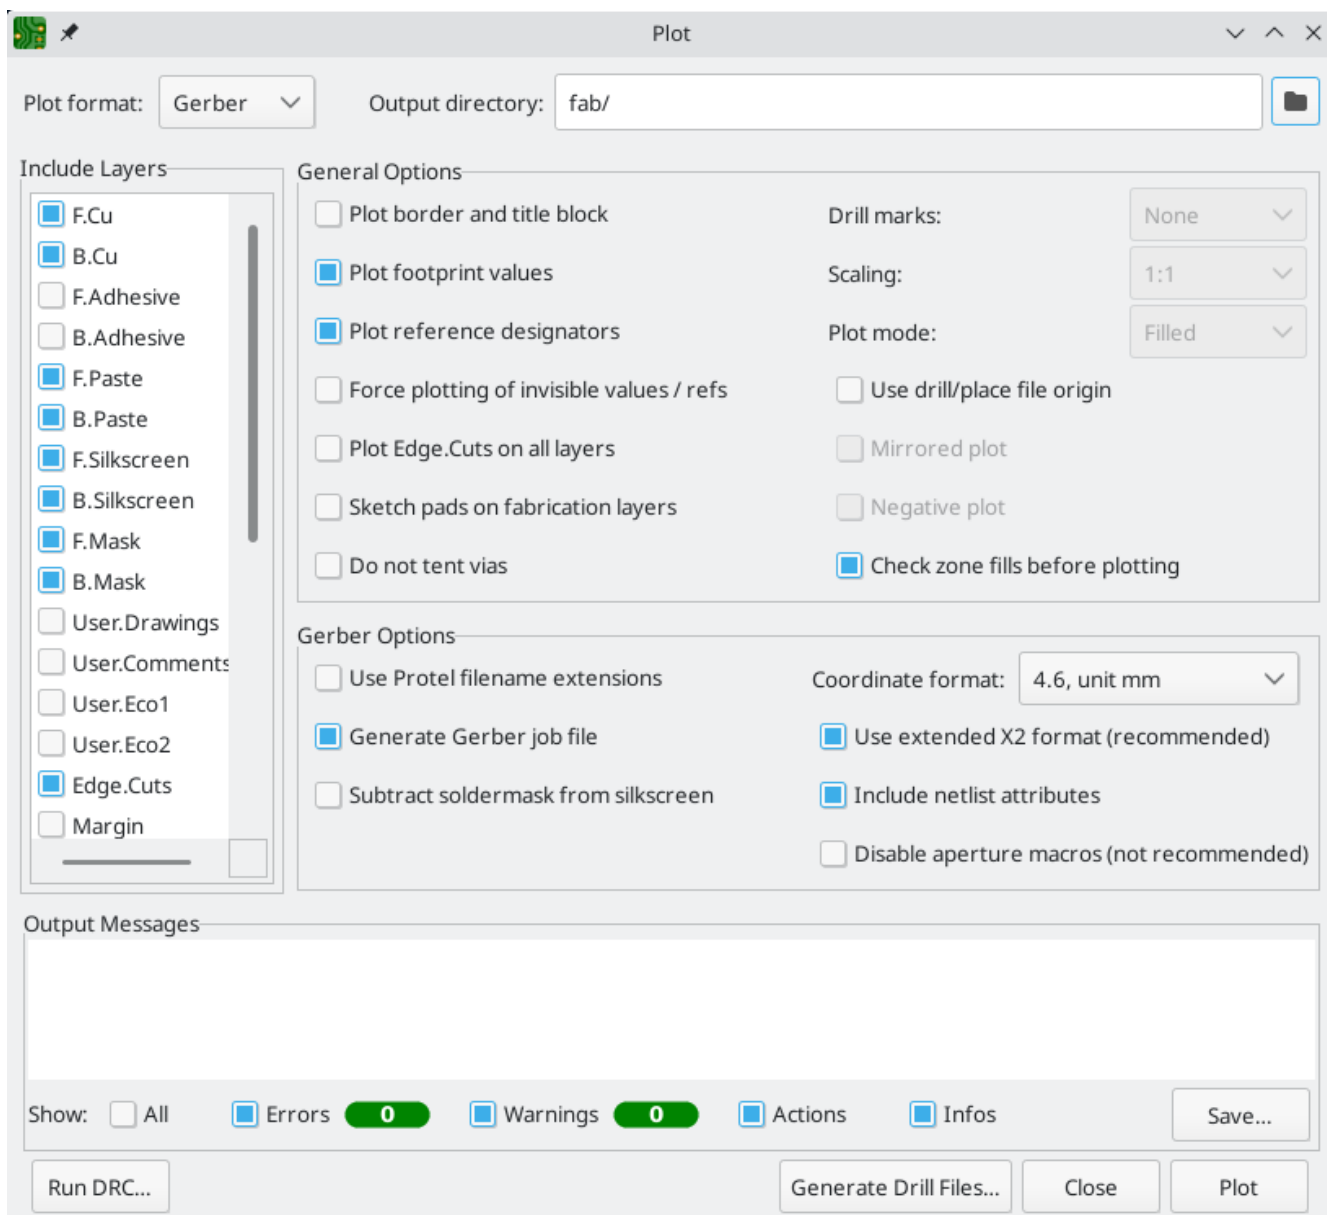 Plot
Plot format: Gerber Output directory: fab/
Include Layers
F.Cu
B.Cu
F.Adhesive
B.Adhesive
F.Paste
B.Paste
F.Silkscreen
B.Silkscreen
F.Mask
B.Mask
User.Drawings
User.Comments
User.Eco1
User.Eco2
Edge.Cuts
Margin
General Options
Plot border and title block Drill marks: None
Plot footprint values Scaling: 1:1
Plot reference designators Plot mode: Filled
Force plotting of invisible values / refs Use drill/place file origin
Plot Edge.Cuts on all layers Mirrored plot
Sketch pads on fabrication layers Negative plot
Do not tent vias Check zone fills before plotting
Gerber Options
Use Protel filename extensions Coordinate format: 4.6, unit mm
Generate Gerber job file Use extended X2 format (recommended)
Subtract soldermask from silkscreen Include netlist attributes
Disable aperture macros (not recommended)
Output Messages
Show: All Errors 0 Warnings 0 Actions Infos Save...
Run DRC... Generate Drill Files... Close Plot